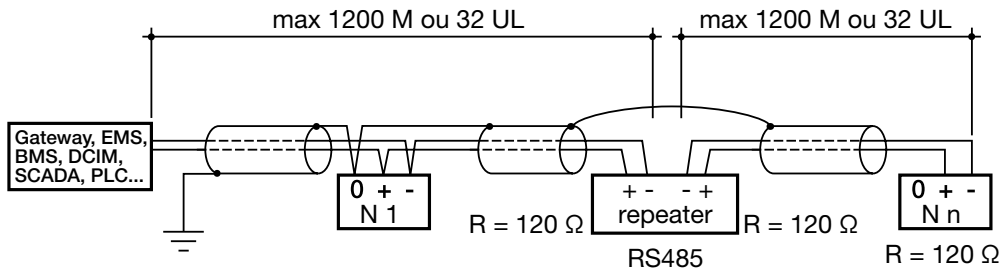 max 1200 M ou 32 UL
max 1200 M ou 32 UL
Gateway, EMS,
BMS, DCIM,
SCADA, PLC...
0 + -
N 1
R = 120 Ω
+ - - +
repeater
RS485
R = 120 Ω
0 + -
N n
R = 120 Ω